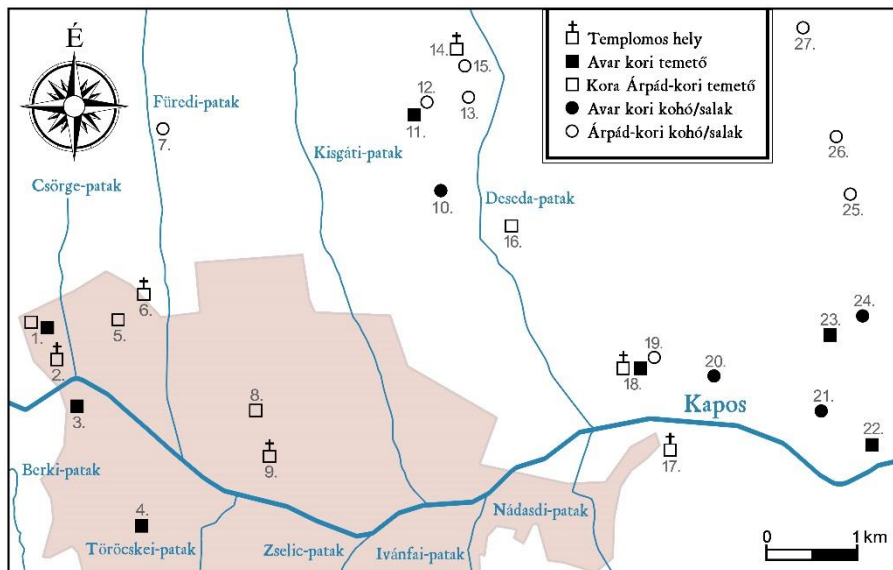 É
Templomos hely
Avar kori temető
Kora Árpád-kori temető
Avar kori kohó/salak
Árpád-kori kohó/salak
27.
14.
15.
12.
13.
11.
Füredi-patak
7.
Kisgáti-patak
26.
Csörge-patak
10.
Deseda-patak
25.
16.
6.
5.
1.
24.
23.
2.
19.
18.
20.
3.
8.
Kapos
21.
22.
9.
17.
Berki-patak
4.
Töröcskei-patak
Zselic-patak
Ivánfai-patak
Nádasdi-patak
0
1 km